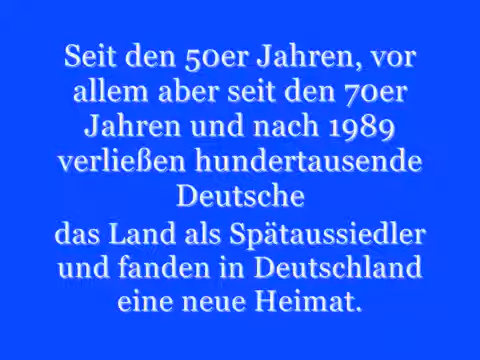 Seit den 50er Jahren, vor
allem aber seit den 70er
Jahren und nach 1989
verließen hundertausende
Deutsche
das Land als Spätaussiedler
und fanden in Deutschland
eine neue Heimat.